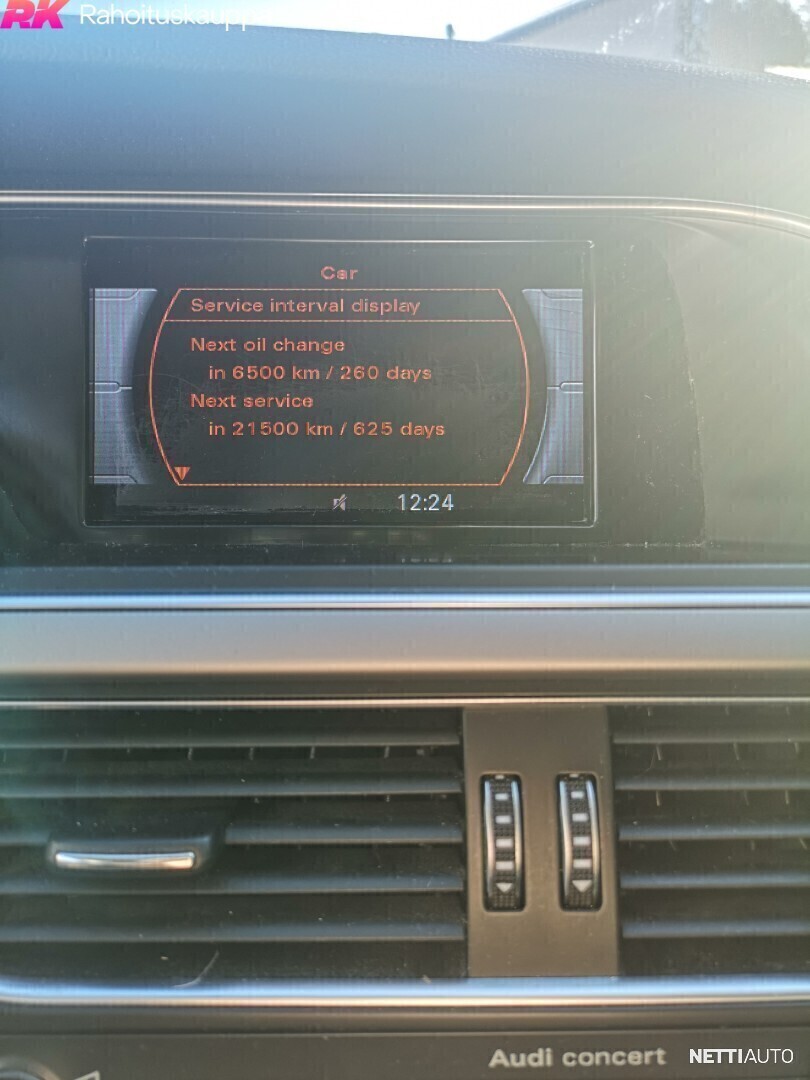 RK Rahoituskaupp
Car
Service interval display
Next oil change
in 6500 km / 260 days
Next service
in 21500 km / 625 days
12:24
Audi concert
NETTIAUTO